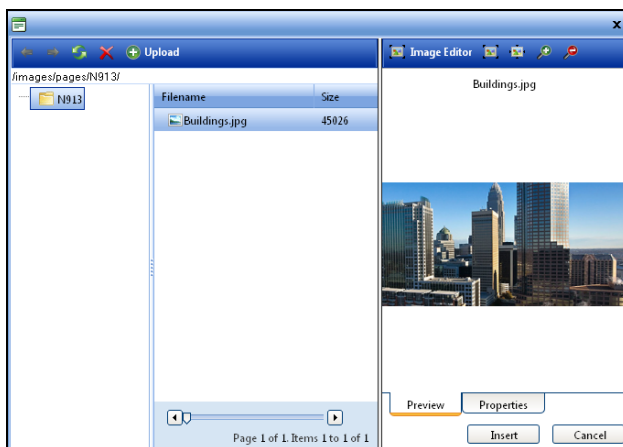 x
Upload
Image Editor
/images/pages/N913/
N913
Filename Size
Buildings.jpg 45026
Buildings.jpg
Preview Properties
Page 1 of 1. Items 1 to 1 of 1
Insert Cancel